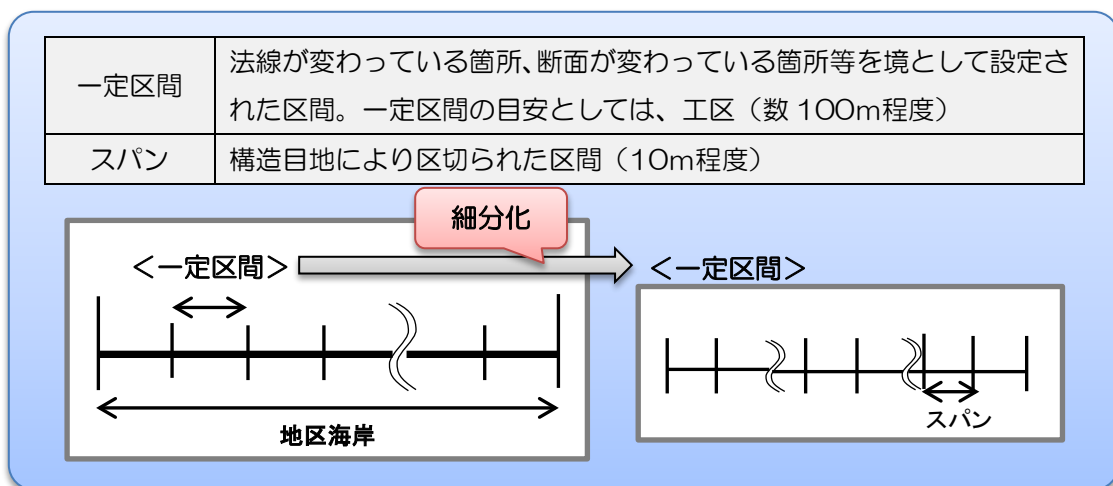 一定区間
法線が変わっている箇所、断面が変わっている箇所等を境として設定さ
れた区間。一定区間の目安としては、工区（数 100m程度）
スパン
構造目地により区切られた区間（10m程度）
細分化
＜一定区間＞
＜一定区間＞
地区海岸
スパン